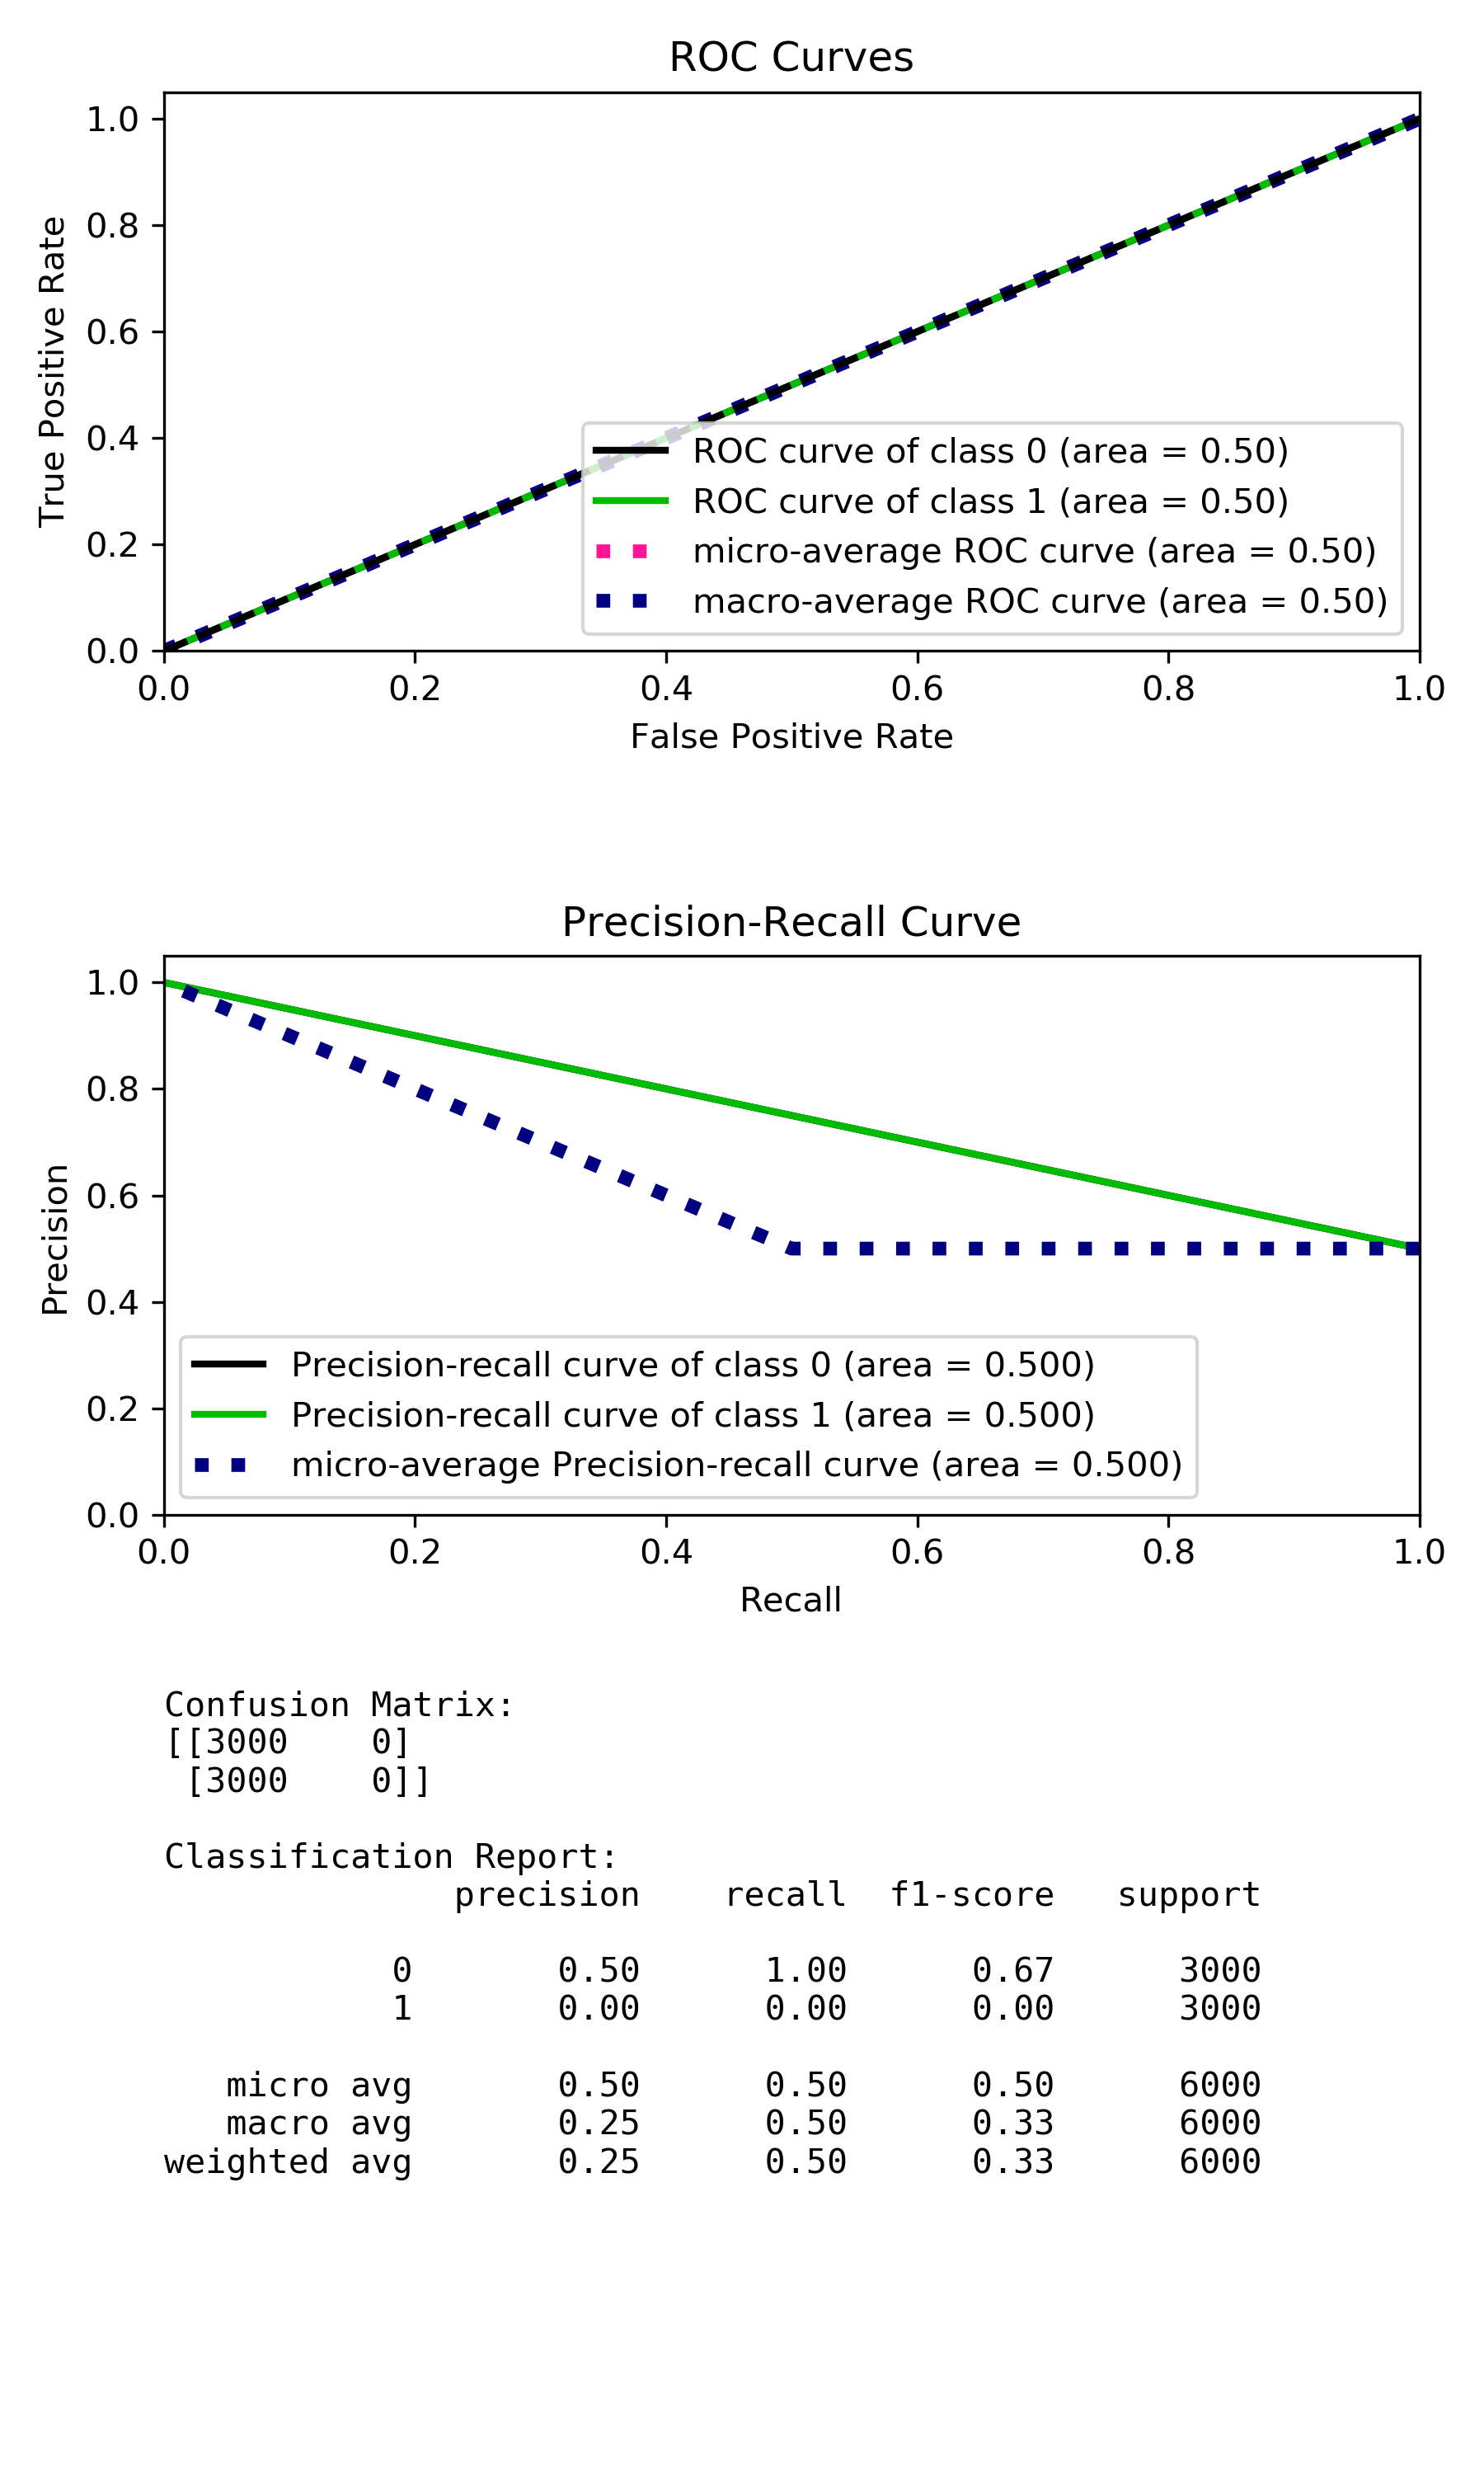 ROC Curves
True Positive Rate
1.0
0.8
0.6
0.4
0.2
0.0
ROC curve of class 0 (area = 0.50)
ROC curve of class 1 (area = 0.50)
micro-average ROC curve (area = 0.50)
macro-average ROC curve (area = 0.50)
0.0 0.2 0.4 0.6 0.8 1.0
False Positive Rate
Precision-Recall Curve
Precision
1.0
0.8
0.6
0.4
0.2
0.0
Precision-recall curve of class 0 (area = 0.500)
Precision-recall curve of class 1 (area = 0.500)
micro-average Precision-recall curve (area = 0.500)
0.0 0.2 0.4 0.6 0.8 1.0
Recall
Confusion Matrix:
[[3000    0]
 [3000    0]]
Classification Report:
              precision    recall  f1-score   support
           0       0.50      1.00      0.67      3000
           1       0.00      0.00      0.00      3000
   micro avg       0.50      0.50      0.50      6000
   macro avg       0.25      0.50      0.33      6000
weighted avg       0.25      0.50      0.33      6000